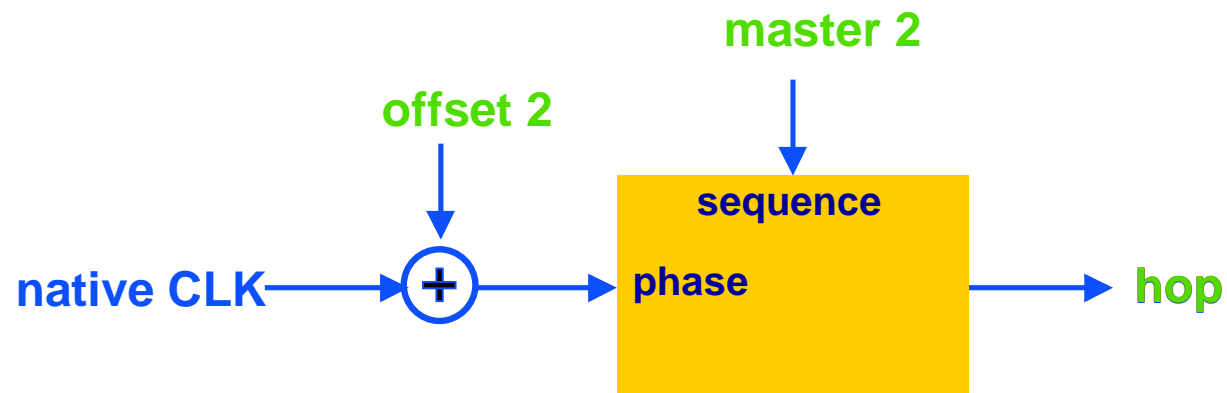 master 2
offset 2
sequence
phase
native CLK
+
hop